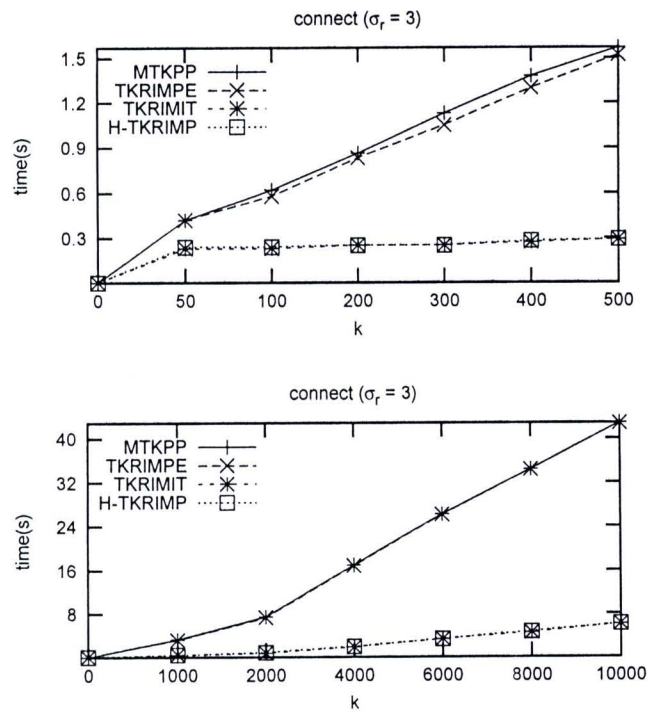 connect (σr = 3)
1.5
1.2
0.9
0.6
0.3
time(s)
MTKPP
TKRIMPE
TKRIMIT
H-TKRIMP
0 50 100 200 300 400 500
k
connect (σr = 3)
40
32
24
16
8
time(s)
MTKPP
TKRIMPE
TKRIMIT
H-TKRIMP
0 1000 2000 4000 6000 8000 10000
k